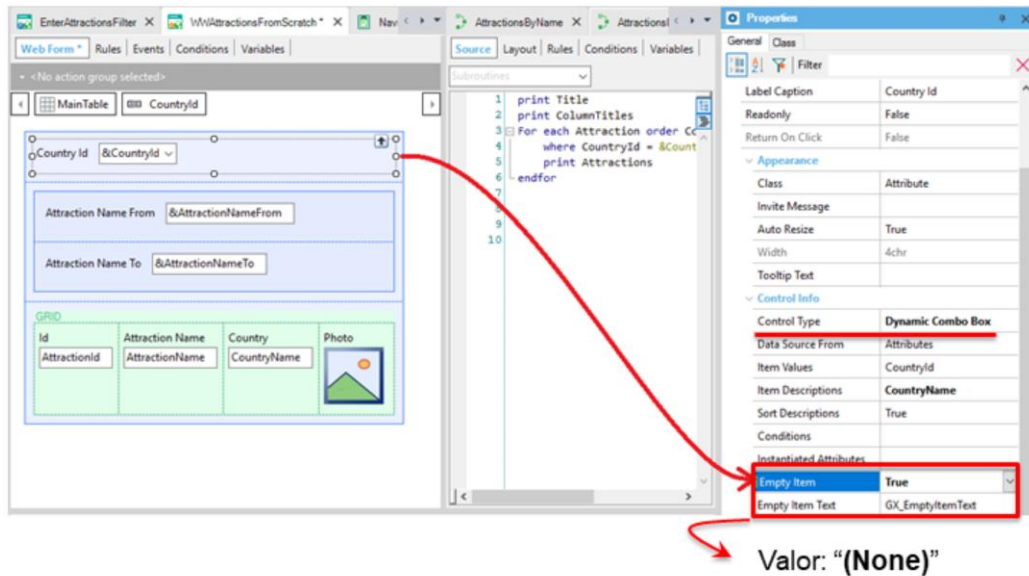 EnterAttractionsFilter X
WWAttractionsFromScratch * X
Nav
Web Form * Rules Events Conditions Variables
<No action group selected>
MainTable CountryId
Country Id &CountryId
Attraction Name From &AttractionNameFrom
Attraction Name To &AttractionNameTo
GRID
Id Attraction Name Country Photo
AttractionId AttractionName CountryName
AttractionsByName X
Source Layout Rules Conditions Variables
Subroutines
1 print Title
2 print ColumnTitles
3 For each Attraction order Co
4 where CountryId = &Count
5 print Attractions
6 endfor
7
8
9
10
Properties
General Class
Filter
Label Caption Country Id
Readonly False
Return On Click False
Appearance
Class Attribute
Invite Message
Auto Resize True
Width 4chr
Tooltip Text
Control Info
Control Type Dynamic Combo Box
Data Source From Attributes
Item Values CountryId
Item Descriptions CountryName
Sort Descriptions True
Conditions
Instantiated Attributes
Empty Item True
Empty Item Text GX_EmptyItemText
Valor: “(None)”